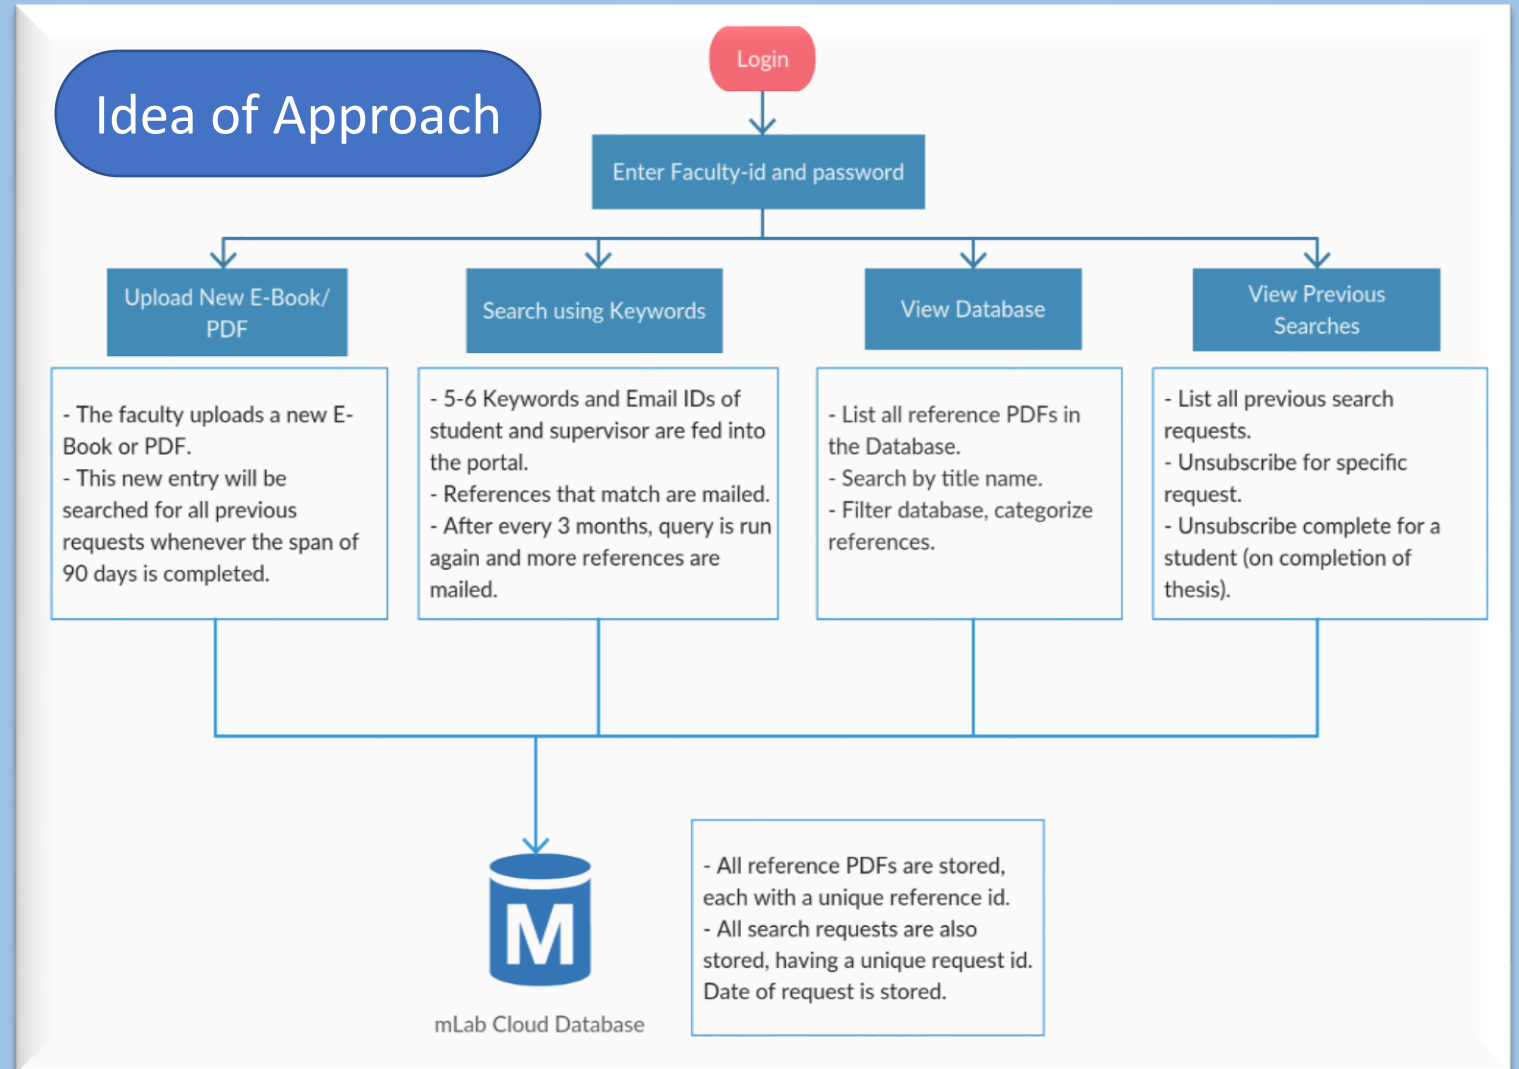 Idea of Approach
Login
Enter Faculty-id and password
Upload New E-Book/
PDF
Search using Keywords
View Database
View Previous
Searches
- The faculty uploads a new E-
Book or PDF.
- This new entry will be
searched for all previous
requests whenever the span of
90 days is completed.
- 5-6 Keywords and Email IDs of
student and supervisor are fed into
the portal.
- References that match are mailed.
- After every 3 months, query is run
again and more references are
mailed.
- List all reference PDFs in
the Database.
- Search by title name.
- Filter database, categorize
references.
- List all previous search
requests.
- Unsubscribe for specific
request.
- Unsubscribe complete for a
student (on completion of
thesis).
M
mLab Cloud Database
- All reference PDFs are stored,
each with a unique reference id.
- All search requests are also
stored, having a unique request id.
Date of request is stored.